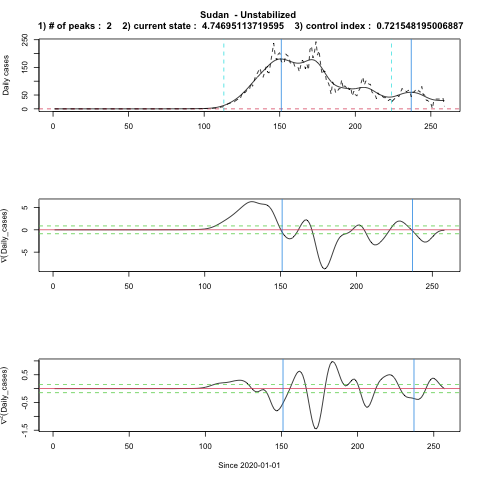 Sudan - Unstabilized
1) # of peaks : 2 2) current state : 4.74695113719595 3) control index : 0.721548195006887
Daily cases
250
150
50
0
0 50 100 150 200 250
∇(Daily_cases)
5
0
-5
0 50 100 150 200 250
∇²(Daily_cases)
0.5
-0.5
-1.5
0 50 100 150 200 250
Since 2020-01-01